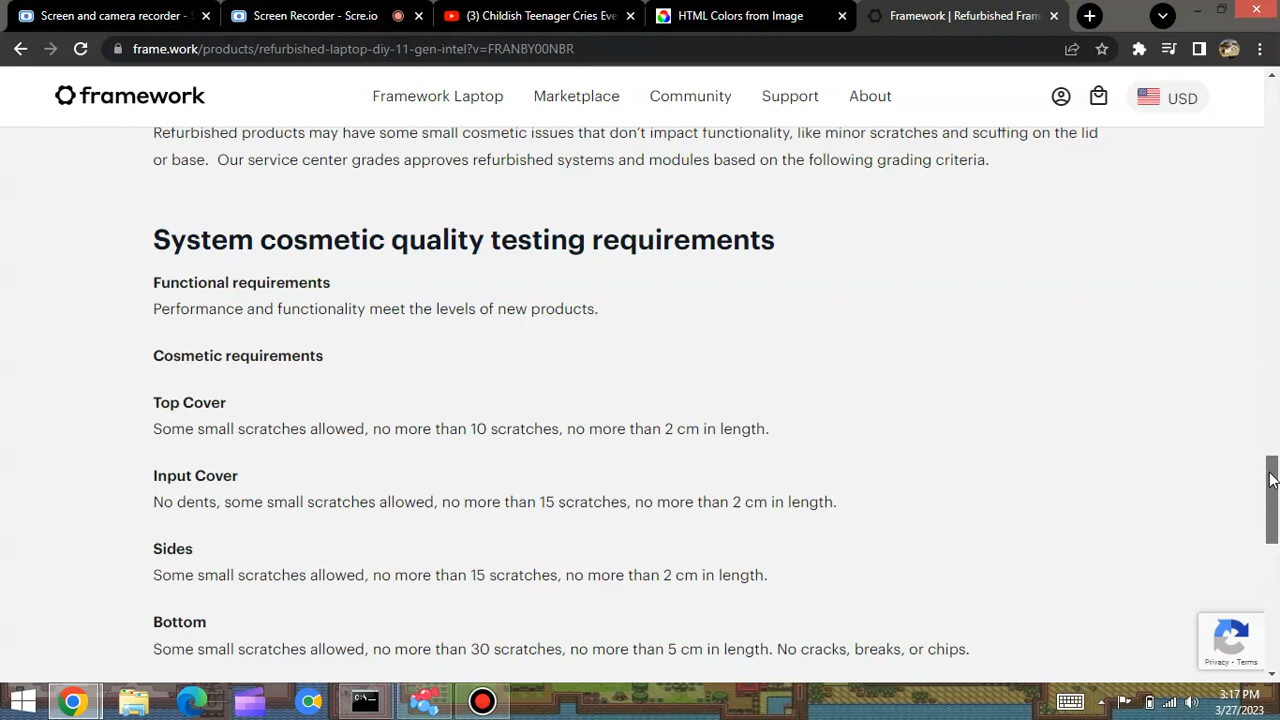 Screen and camera recorder -
Screen Recorder - Scre.io
(3) Childish Teenager Cries Eve
HTML Colors from Image
Framework | Refurbished Fram
frame.work/products/refurbished-laptop-diy-11-gen-intel?v=FRANBY00NBR
framework
Framework Laptop
Marketplace
Community
Support
About
USD
Refurbished products may have some small cosmetic issues that don't impact functionality, like minor scratches and scuffing on the lid
or base. Our service center grades approves refurbished systems and modules based on the following grading criteria.
System cosmetic quality testing requirements
Functional requirements
Performance and functionality meet the levels of new products.
Cosmetic requirements
Top Cover
Some small scratches allowed, no more than 10 scratches, no more than 2 cm in length.
Input Cover
No dents, some small scratches allowed, no more than 15 scratches, no more than 2 cm in length.
Sides
Some small scratches allowed, no more than 15 scratches, no more than 2 cm in length.
Bottom
Some small scratches allowed, no more than 30 scratches, no more than 5 cm in length. No cracks, breaks, or chips.
Privacy - Terms
3:17 PM
3/27/2023